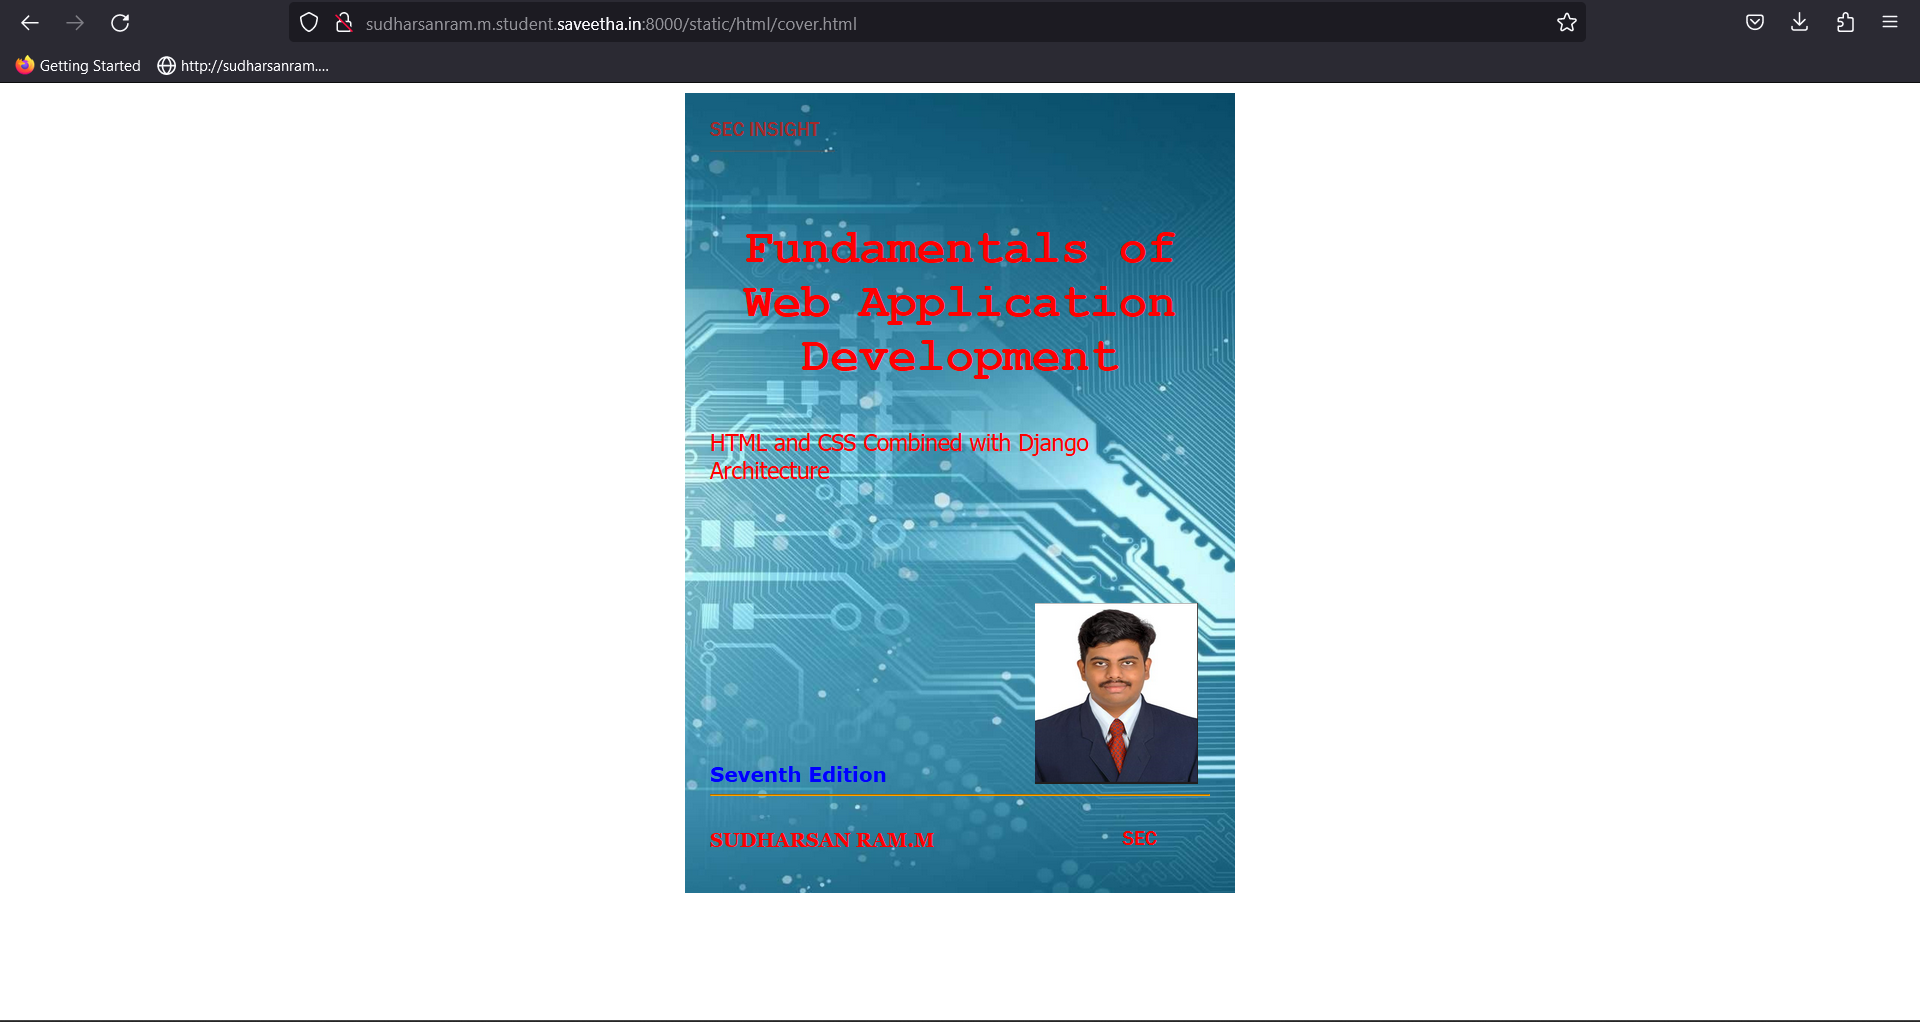 sudharsanram.m.student.saveetha.in:8000/static/html/cover.html
Getting Started
http://sudharsanram....
SEC INSIGHT
Fundamentals of
Web Application
Development
HTML and CSS Combined with Django
Architecture
Seventh Edition
SUDHARSAN RAM.M
SEC